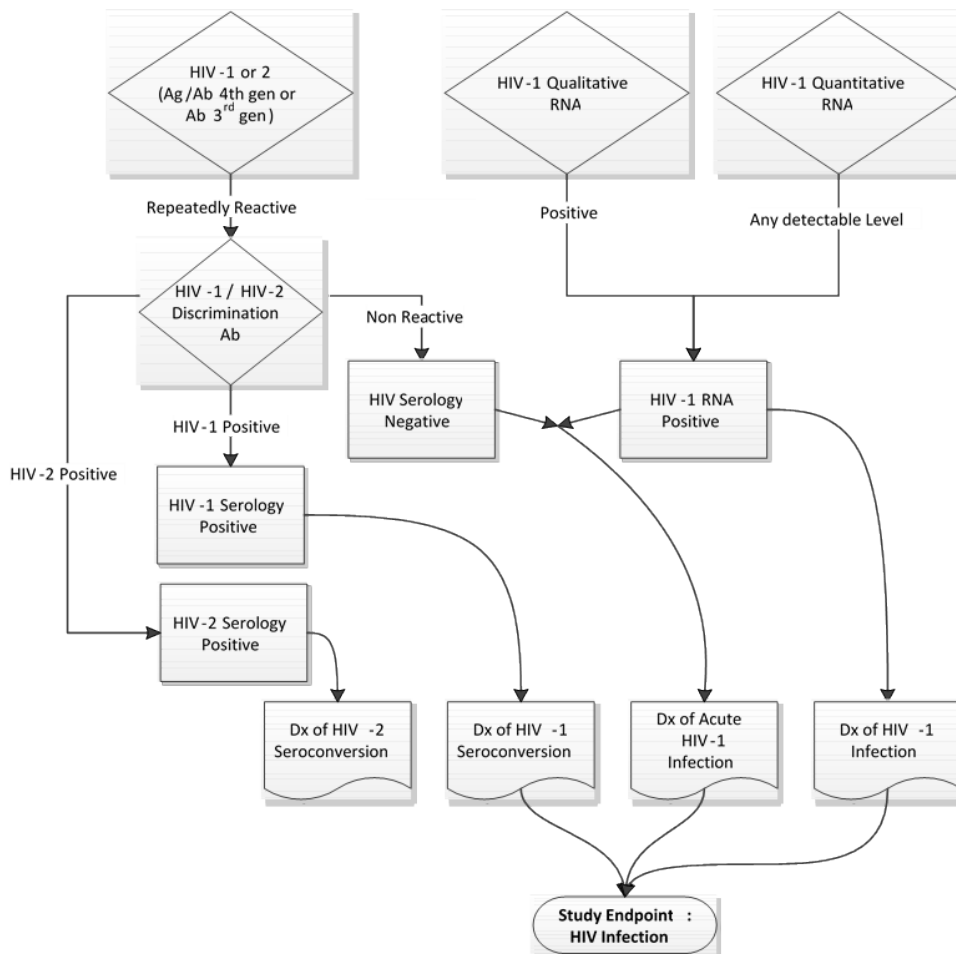 HIV-1 or 2
(Ag/Ab 4th gen or
Ab 3rd gen)
HIV-1 Qualitative
RNA
HIV-1 Quantitative
RNA
Repeatedly Reactive
Positive
Any detectable Level
HIV-1 / HIV-2
Discrimination
Ab
Non Reactive
HIV Serology
Negative
HIV-1 RNA
Positive
HIV-1 Positive
HIV-2 Positive
HIV-1 Serology
Positive
HIV-2 Serology
Positive
Dx of HIV -2
Seroconversion
Dx of HIV -1
Seroconversion
Dx of Acute
HIV-1
Infection
Dx of HIV -1
Infection
Study Endpoint :
HIV Infection